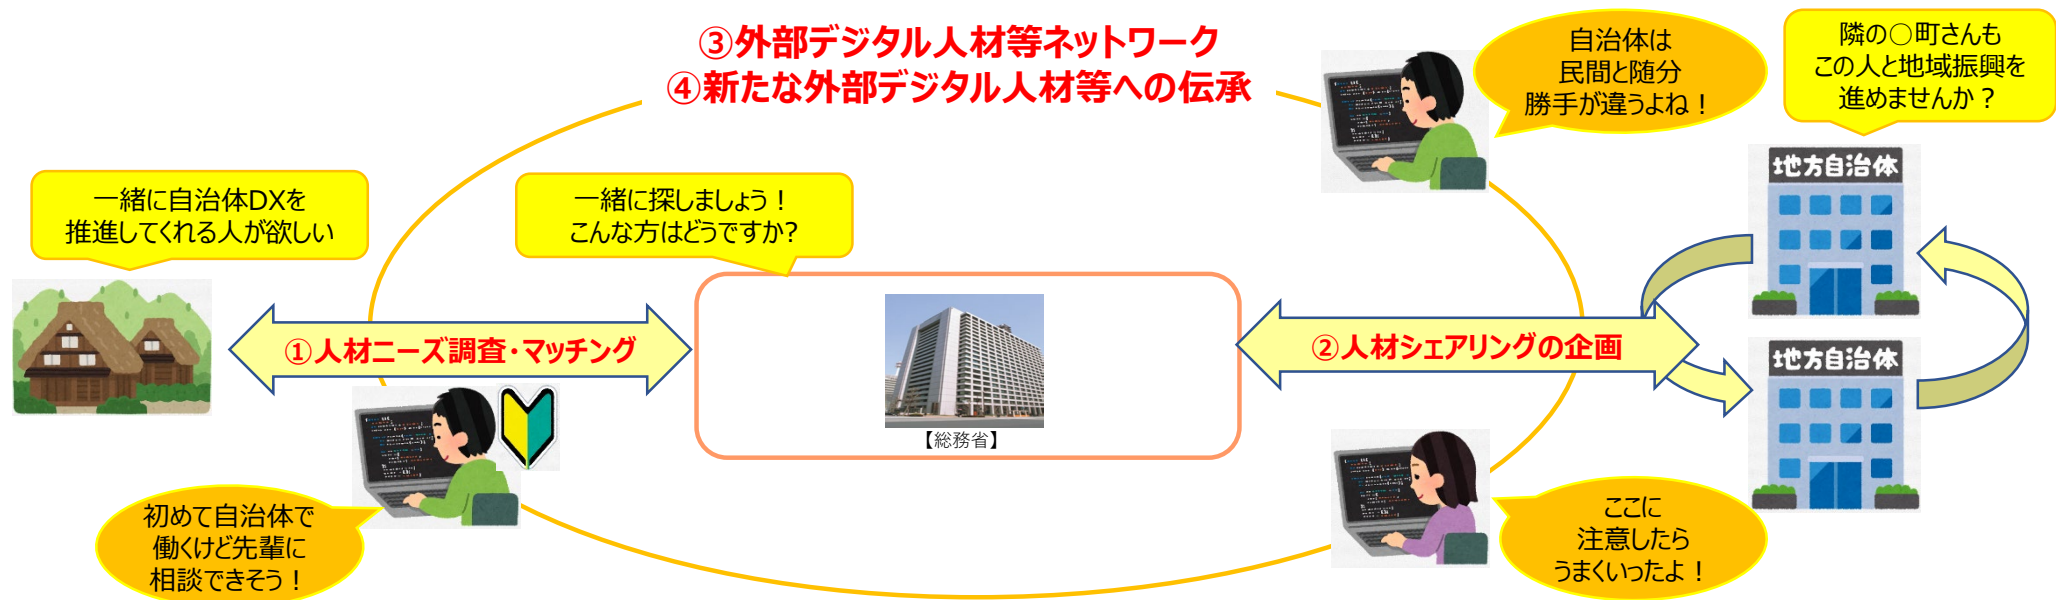 ③外部デジタル人材等ネットワーク
④新たな外部デジタル人材等への伝承
自治体は
民間と随分
勝手が違うよね！
隣の○町さんも
この人と地域振興を
進めませんか？
地方自治体
一緒に自治体DXを
推進してくれる人が欲しい
一緒に探しましょう！
こんな方はどうですか?
①人材ニーズ調査・マッチング
②人材シェアリングの企画
地方自治体
【総務省】
初めて自治体で
働くけど先輩に
相談できそう！
ここに
注意したら
うまくいったよ！